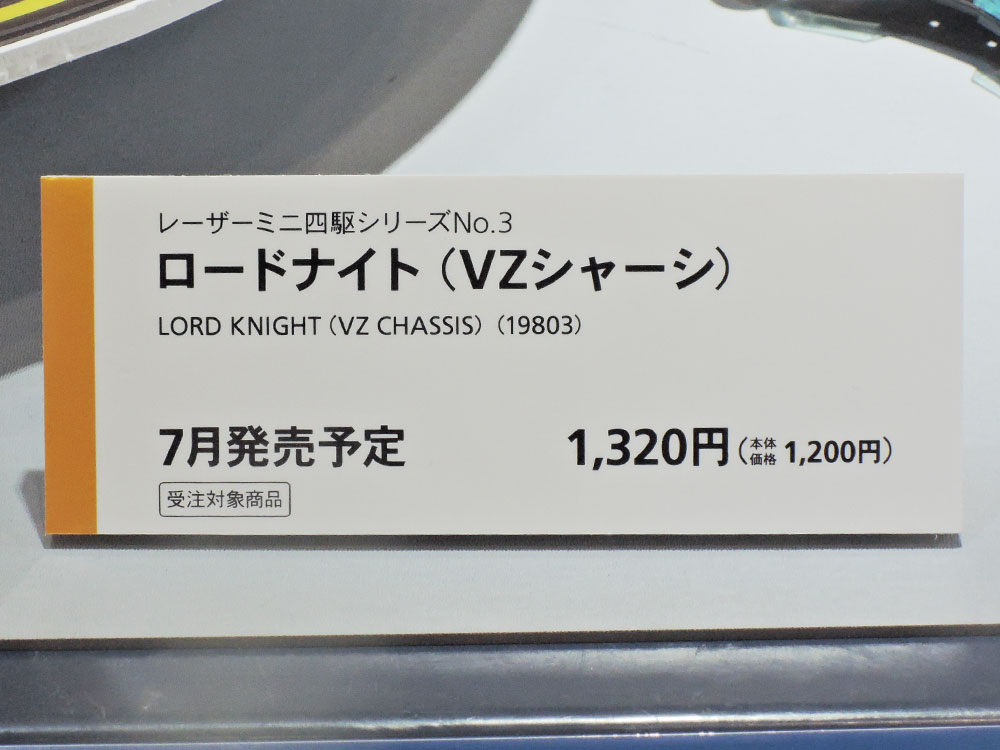 レーザーミニ四駆シリーズNo.3
ロードナイト（VZシャーシ）
LORD KNIGHT（VZ CHASSIS）（19803）
7月発売予定
1,320円（本体価格 1,200円）
受注対象商品